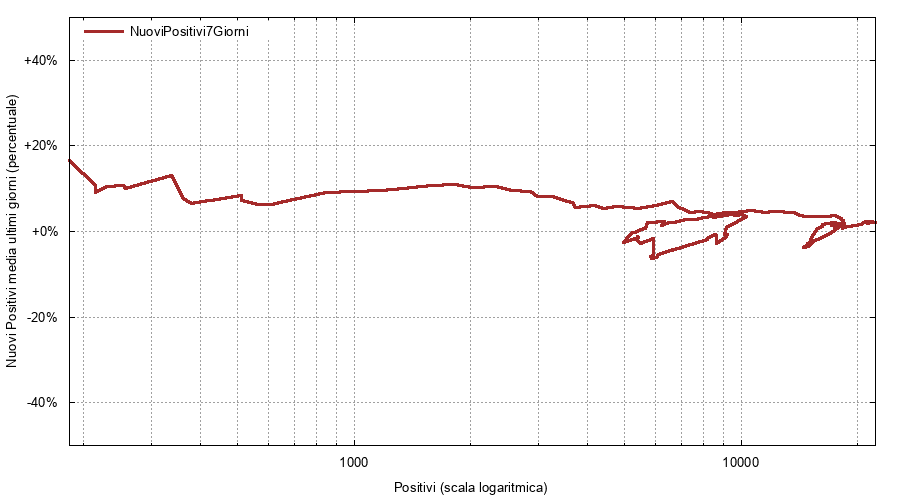 NuoviPositivi7Giorni
+40%
+20%
+0%
-20%
-40%
Nuovi Positivi media ultimi giorni (percentuale)
1000
10000
Positivi (scala logaritmica)